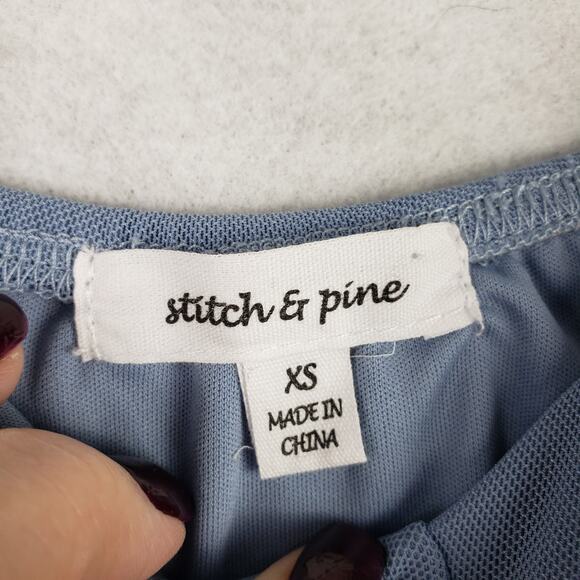 stitch & pine
XS
MADE IN
CHINA